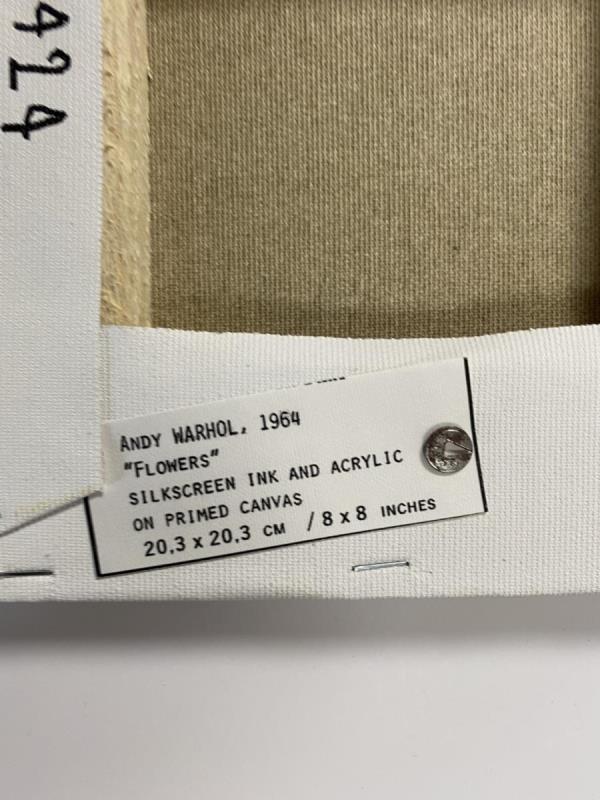 424
ANDY WARHOL, 1964
"FLOWERS"
SILKSCREEN INK AND ACRYLIC
ON PRIMED CANVAS
20,3 x 20,3 CM / 8 x 8 INCHES